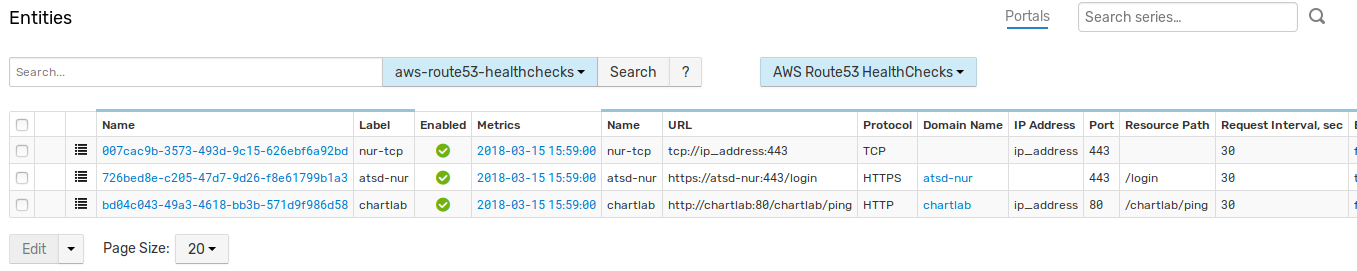 Entities Portals Search series…
Search... aws-route53-healthchecks Search ? AWS Route53 HealthChecks
Name Label Enabled Metrics Name URL Protocol Domain Name IP Address Port Resource Path Request Interval, sec
007cac9b-3573-493d-9c15-626ebf6a92bd nur-tcp 2018-03-15 15:59:00 nur-tcp tcp://ip_address:443 TCP ip_address 443 30
726bed8e-c205-47d7-9d26-f8e61799b1a3 atsd-nur 2018-03-15 15:59:00 atsd-nur https://atsd-nur:443/login HTTPS atsd-nur 443 /login 30
bd04c043-49a3-4618-bb3b-571d9f986d58 chartlab 2018-03-15 15:59:00 chartlab http://chartlab:80/chartlab/ping HTTP chartlab ip_address 80 /chartlab/ping 30
Edit Page Size: 20